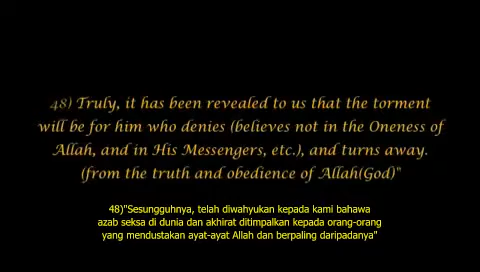 48) Truly, it has been revealed to us that the torment
will be for him who denies (believes not in the Oneness of
Allah, and in His Messengers, etc.), and turns away.
(from the truth and obedience of Allah(God)"
48)"Sesungguhnya, telah diwahyukan kepada kami bahawa
azab seksa di dunia dan akhirat ditimpalkan kepada orang-orang
yang mendustakan ayat-ayat Allah dan berpaling daripadanya"